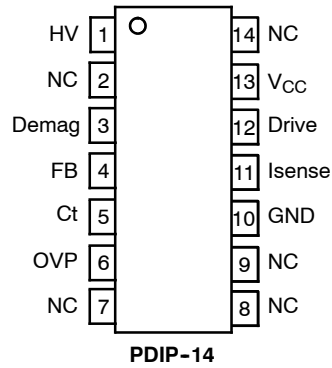 HV 1 14 NC
NC 2 13 VCC
Demag 3 12 Drive
FB 4 11 Isense
Ct 5 10 GND
OVP 6 9 NC
NC 7 8 NC
PDIP-14